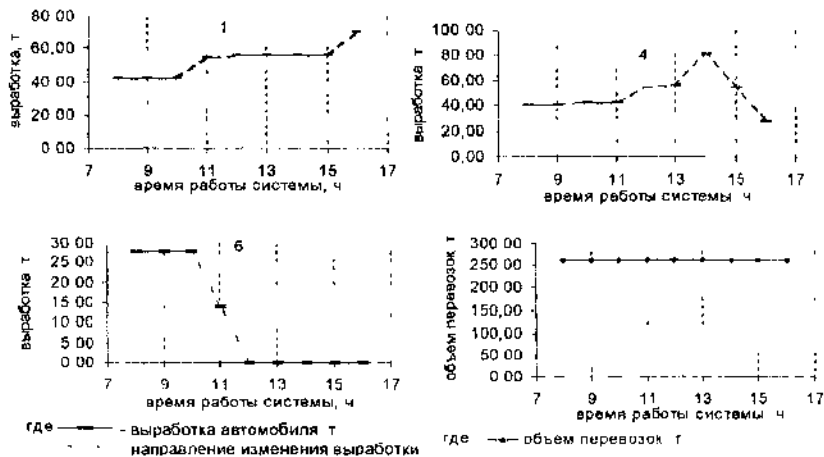 1
выработка, т
80 00
60 00
40 00
20 00
0 00
7 9 11 13 15 17
время работы системы, ч
4
выработка т
100 00
80,00
60,00
40 00
20,00
0,00
7 9 11 13 15 17
время работы системы ч
6
выработка т
30 00
25 00
20 00
15 00
10 00
5 00
0 00
7 9 11 13 15 17
время работы системы, ч
где - выработка автомобиля т
направление изменения выработки
объем перевозок т
300 00
250 00
200 00
150 00
100,00
50 00
0 00
7 9 11 13 15 17
время работы системы ч
где объем перевозок т